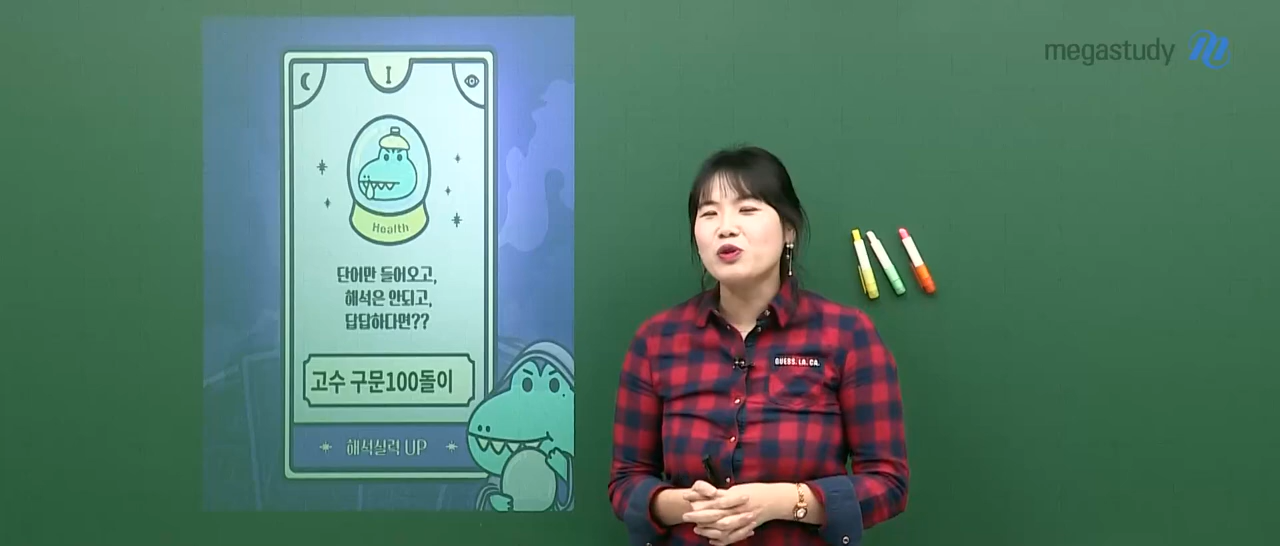 megastudy
I
Health
단어만 들어오고,
해석은 안되고,
답답하다면??
고수 구문100돌이
해석실력 UP
GUESS. LA. CA.